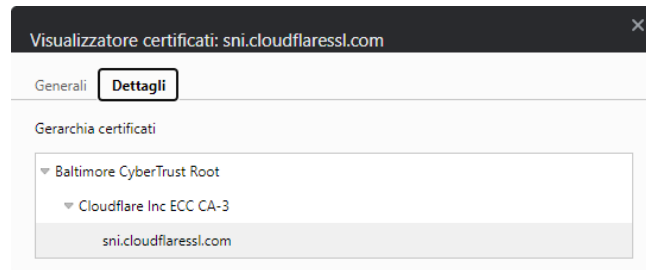 Visualizzatore certificati: sni.cloudflaressl.com
Generali Dettagli
Gerarchia certificati
Baltimore CyberTrust Root
Cloudflare Inc ECC CA-3
sni.cloudflaressl.com